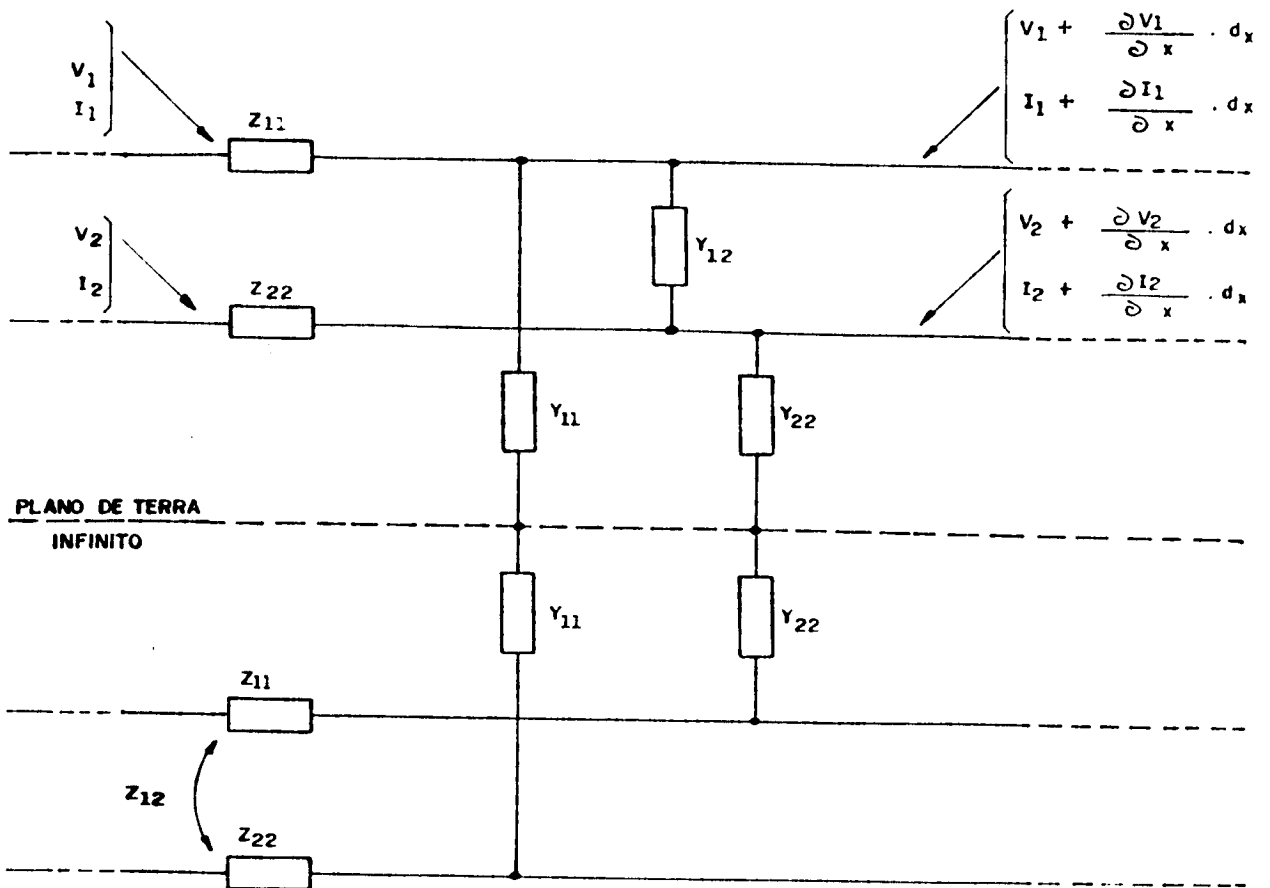 V1
I1
V1 + ∂V1/∂x . dx
I1 + ∂I1/∂x . dx
Z11
V2
I2
Y12
V2 + ∂V2/∂x . dx
I2 + ∂I2/∂x . dx
Z22
Y11
Y22
PLANO DE TERRA
INFINITO
Y11
Y22
Z11
Z12
Z22